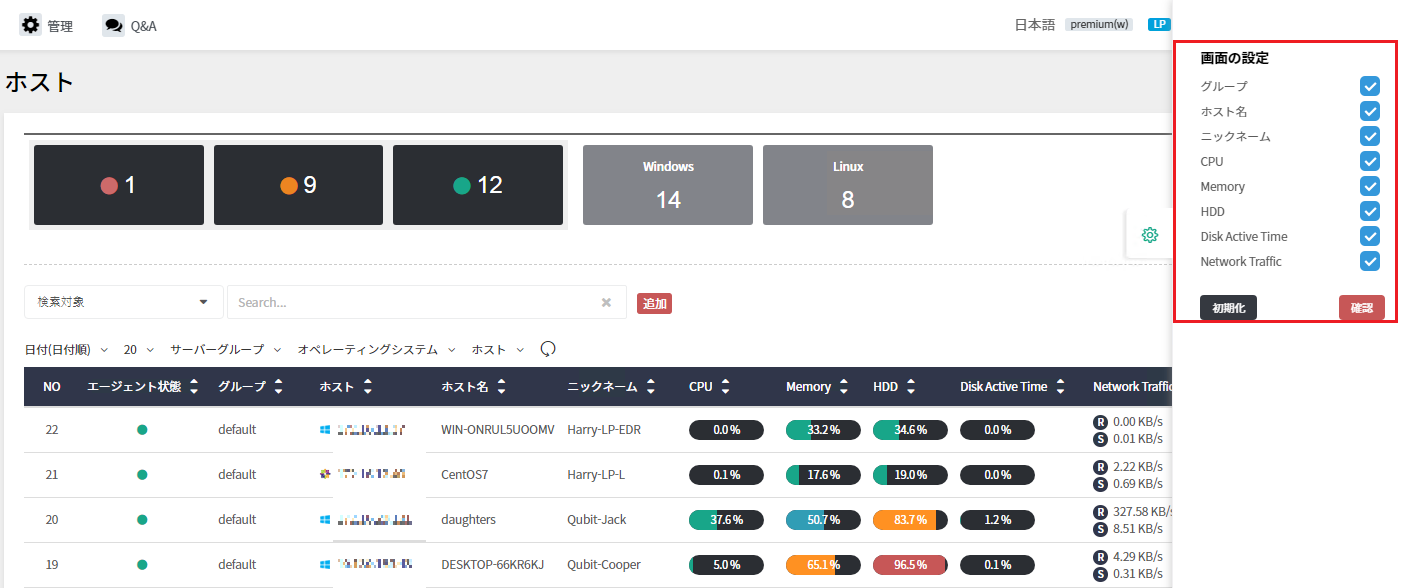 管理 Q&A 日本語 premium(w) LP
ホスト
画面の設定
グループ
ホスト名
ニックネーム
CPU
Memory
HDD
Disk Active Time
Network Traffic
初期化 確認
1 9 12
Windows
14
Linux
8
検索対象 Search... 追加
日付(日付順) 20 サーバーグループ オペレーティングシステム ホスト
NO エージェント状態 グループ ホスト ホスト名 ニックネーム CPU Memory HDD Disk Active Time Network Traffic
22 default WIN-ONRUL5UOOMV Harry-LP-EDR 0.0 % 33.2 % 34.6 % 0.0 % R 0.00 KB/s
S 0.01 KB/s
21 default CentOS7 Harry-LP-L 0.1 % 17.6 % 19.0 % 0.0 % R 2.22 KB/s
S 0.69 KB/s
20 default daughters Qubit-Jack 37.6 % 50.7 % 83.7 % 1.2 % R 327.58 KB/s
S 8.51 KB/s
19 default DESKTOP-66KR6KJ Qubit-Cooper 5.0 % 65.1 % 96.5 % 0.1 % R 4.29 KB/s
S 0.31 KB/s